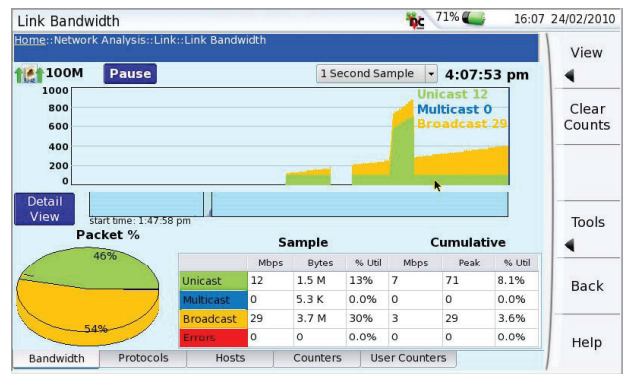 Link Bandwidth 71% 16:07 24/02/2010
Home::Network Analysis::Link::Link Bandwidth
View
100M Pause 1 Second Sample 4:07:53 pm
Unicast 12
Multicast 0
Broadcast 29
1000
800
600
400
200
0
Clear Counts
Detail View
start time: 1:47:58 pm
Tools
Packet %
46%
54%
Sample Cumulative
Mbps Bytes % Util Mbps Peak % Util
Unicast 12 1.5 M 13% 7 71 8.1%
Multicast 0 5.3 K 0.0% 0 0 0.0%
Broadcast 29 3.7 M 30% 3 29 3.6%
Errors 0 0 0.0% 0 0 0.0%
Back
Help
Bandwidth Protocols Hosts Counters User Counters